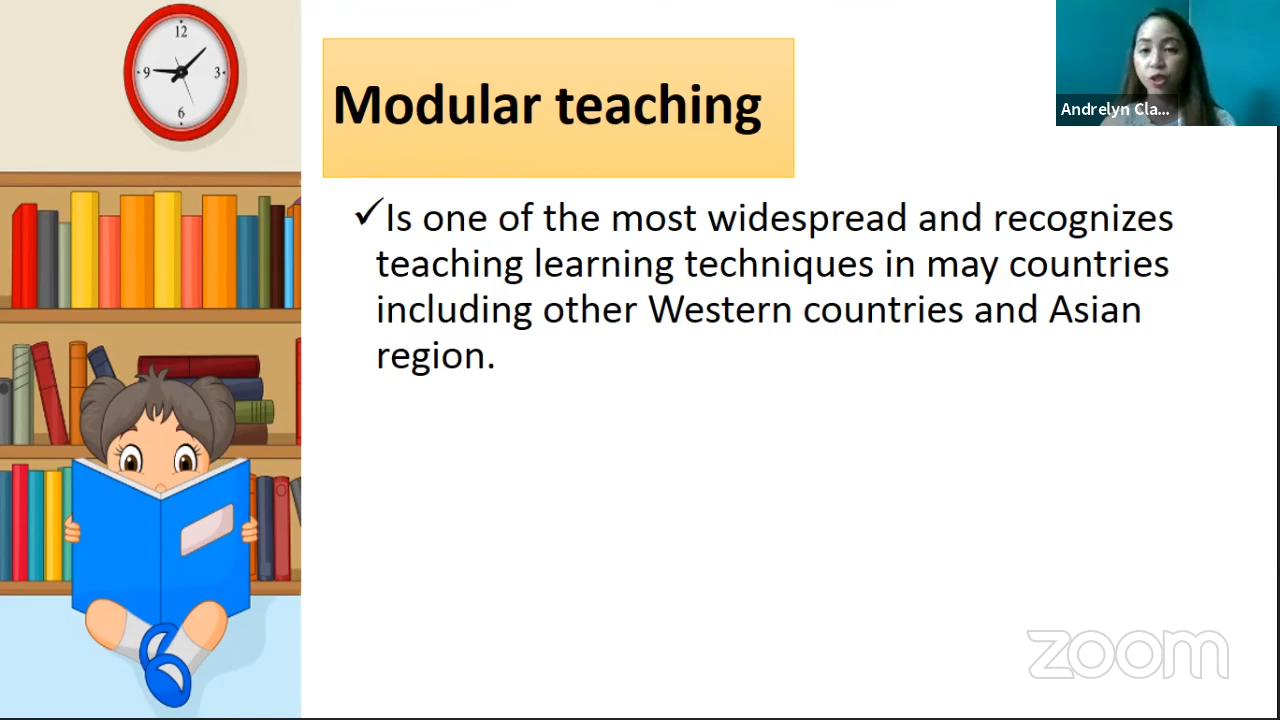 12
9
3
6
Modular teaching
Andrelyn Cla...
✓Is one of the most widespread and recognizes
teaching learning techniques in may countries
including other Western countries and Asian
region.
zoom